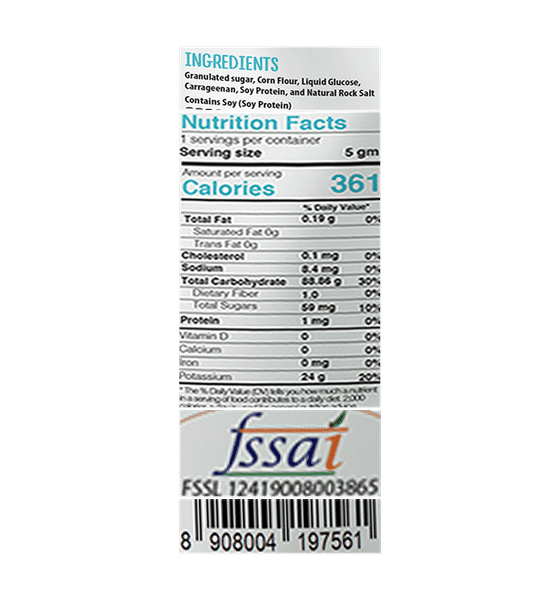 INGREDIENTS
Granulated sugar, Corn Flour, Liquid Glucose,
Carrageenan, Soy Protein, and Natural Rock Salt
Contains Soy (Soy Protein)
Nutrition Facts
1 servings per container
Serving size 5 gm
Amount per serving
Calories 361
% Daily Value*
Total Fat 0.19 g 0%
Saturated Fat 0g
Trans Fat 0g
Cholesterol 0.1 mg 0%
Sodium 8.4 mg 0%
Total Carbohydrate 88.86 g 30%
Dietary Fiber 1.0 0%
Total Sugars 59 mg 10%
Protein 1 mg 0%
Vitamin D 0 0%
Calcium 0 0%
Iron 0 mg 0%
Potassium 24 g 20%
*The % Daily Value (DV) tells you how much a nutrient
in a serving of food contributes to a daily diet. 2,000
fssai
FSSL 12419008003865
8 908004 197561